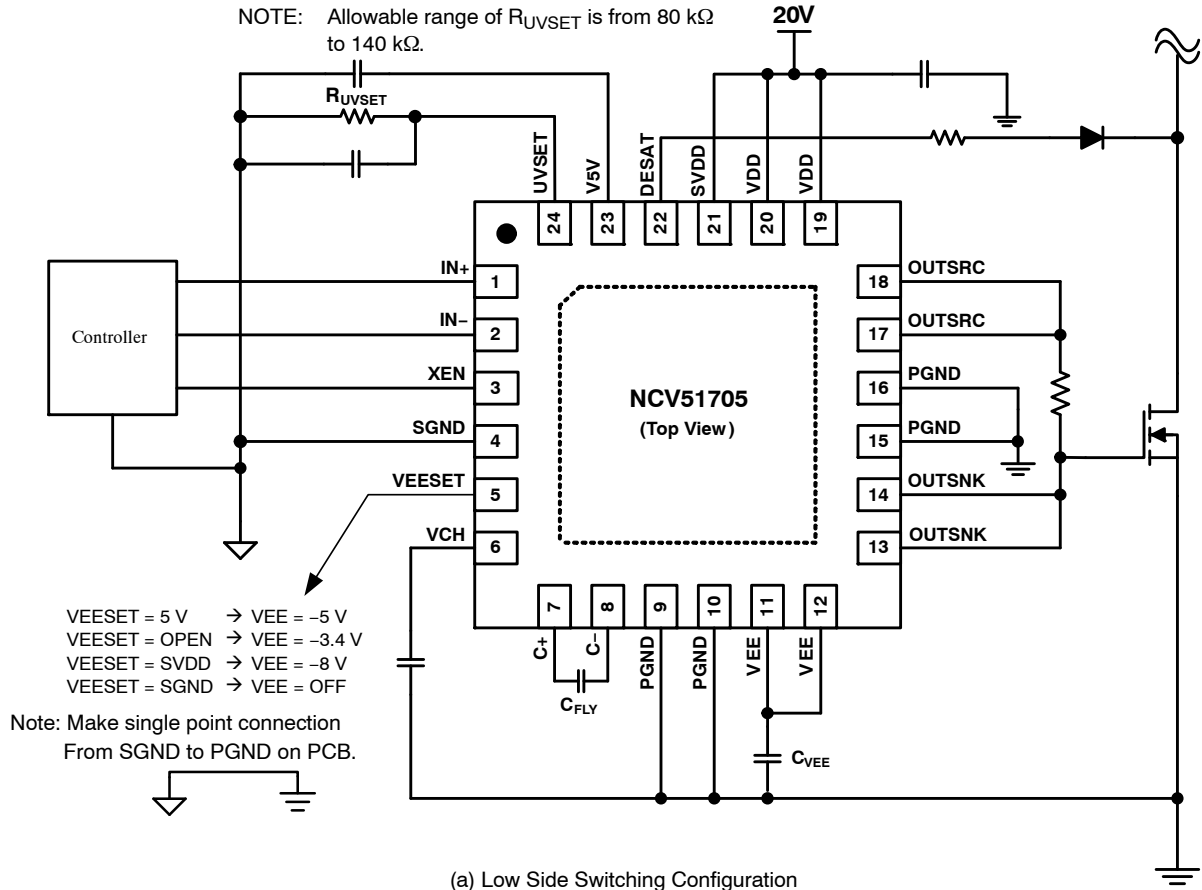 NOTE: Allowable range of RUVSET is from 80 kΩ
to 140 kΩ.
20V
RUVSET
UVSET
V5V
DESAT
SVDD
VDD
VDD
24
23
22
21
20
19
Controller
IN+
1
IN−
2
XEN
3
SGND
4
VEESET
5
VCH
6
NCV51705
(Top View)
18
OUTSRC
17
OUTSRC
16
PGND
15
PGND
14
OUTSNK
13
OUTSNK
7
8
9
10
11
12
C+
C−
PGND
PGND
VEE
VEE
CFLY
CVEE
VEESET = 5 V → VEE = −5 V
VEESET = OPEN → VEE = −3.4 V
VEESET = SVDD → VEE = −8 V
VEESET = SGND → VEE = OFF
Note: Make single point connection
From SGND to PGND on PCB.
(a) Low Side Switching Configuration